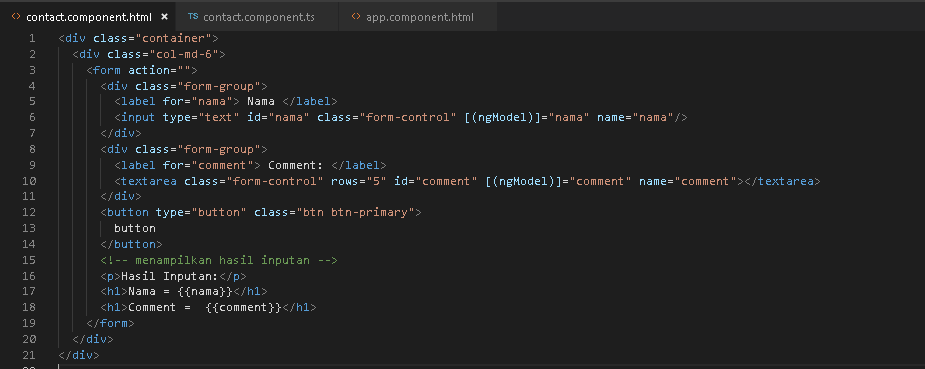 <> contact.component.html × TS contact.component.ts <> app.component.html
1 <div class="container">
2 <div class="col-md-6">
3 <form action="">
4 <div class="form-group">
5 <label for="nama"> Nama </label>
6 <input type="text" id="nama" class="form-control" [(ngModel)]="nama" name="nama"/>
7 </div>
8 <div class="form-group">
9 <label for="comment"> Comment: </label>
10 <textarea class="form-control" rows="5" id="comment" [(ngModel)]="comment" name="comment"></textarea>
11 </div>
12 <button type="button" class="btn btn-primary">
13 button
14 </button>
15 <!-- menampilkan hasil inputan -->
16 <p>Hasil Inputan:</p>
17 <h1>Nama = {{nama}}</h1>
18 <h1>Comment =  {{comment}}</h1>
19 </form>
20 </div>
21 </div>